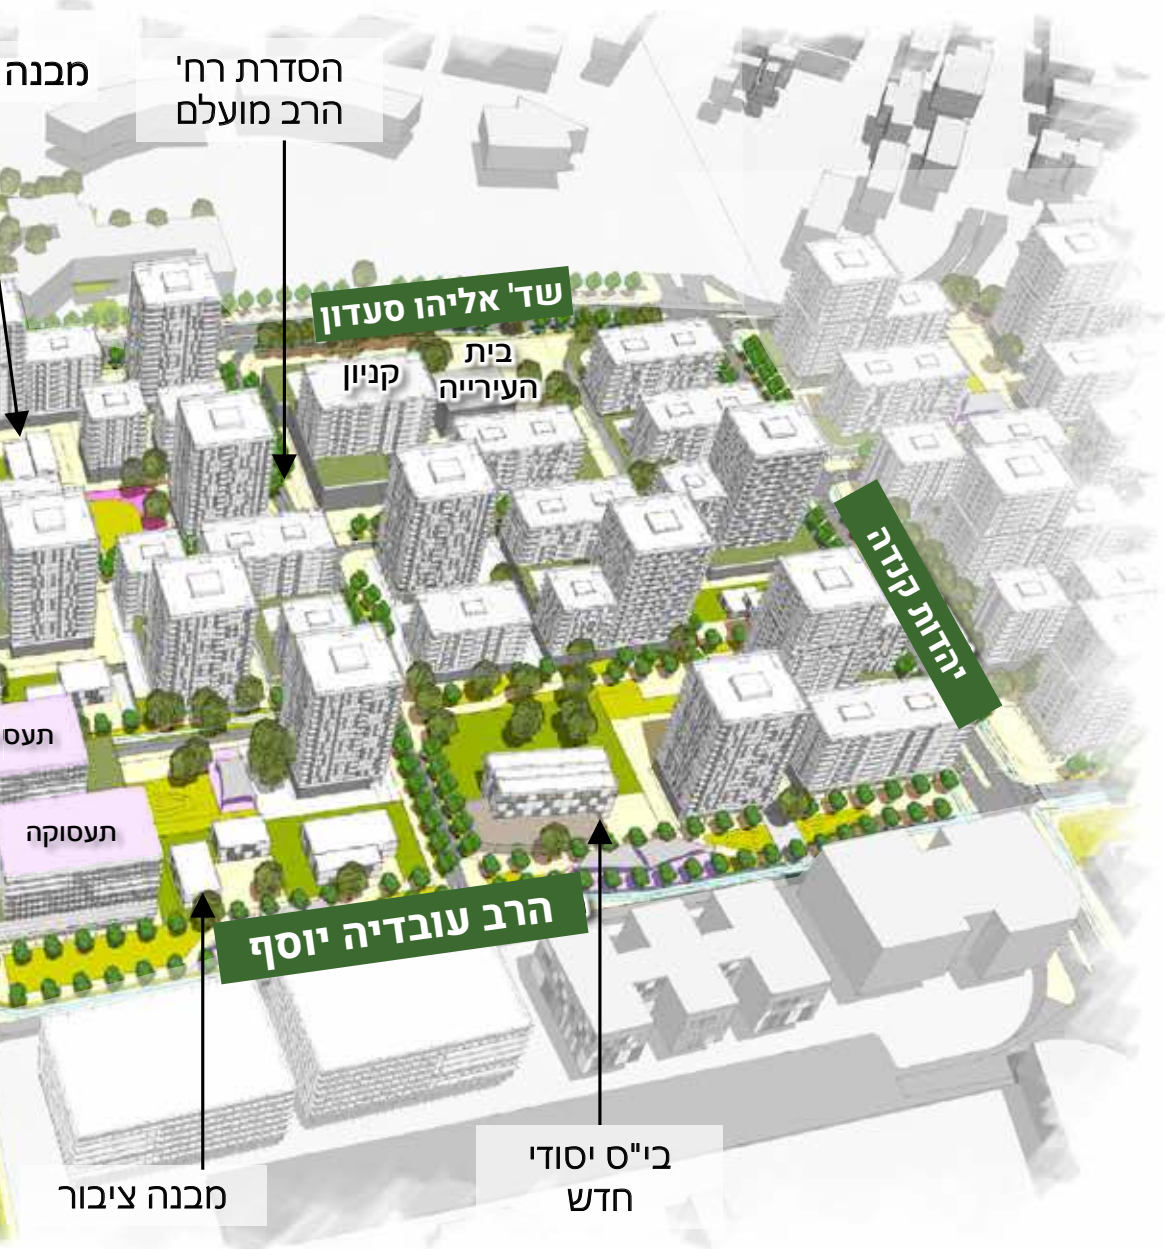 מבנה
הסדרת רח'
הרב מועלם
שד' אליהו סעדון
בית
העירייה
קניון
יהדות קנדה
תעס
תעסוקה
הרב עובדיה יוסף
בי"ס יסודי
חדש
מבנה ציבור